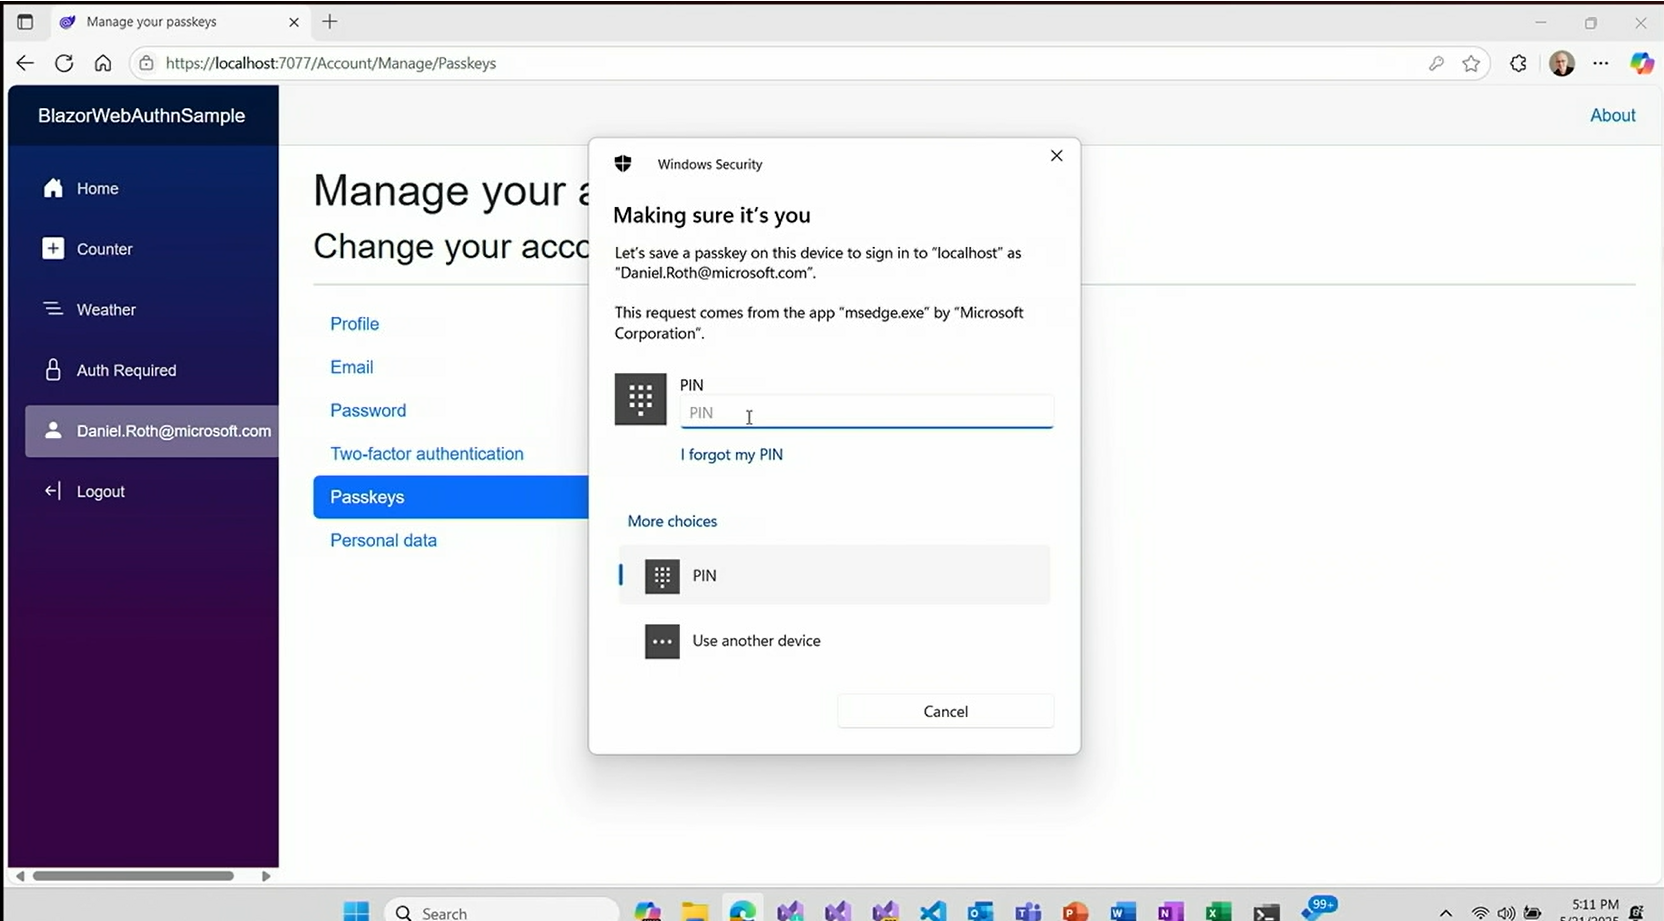 Manage your passkeys
https://localhost:7077/Account/Manage/Passkeys
BlazorWebAuthnSample
About
Home
Counter
Weather
Auth Required
Daniel.Roth@microsoft.com
Logout
Manage your a
Change your acco
Profile
Email
Password
Two-factor authentication
Passkeys
Personal data
Windows Security
Making sure it's you
Let's save a passkey on this device to sign in to "localhost" as
"Daniel.Roth@microsoft.com".
This request comes from the app "msedge.exe" by "Microsoft
Corporation".
PIN
PIN
I forgot my PIN
More choices
PIN
Use another device
Cancel
Search
99+
5:11 PM